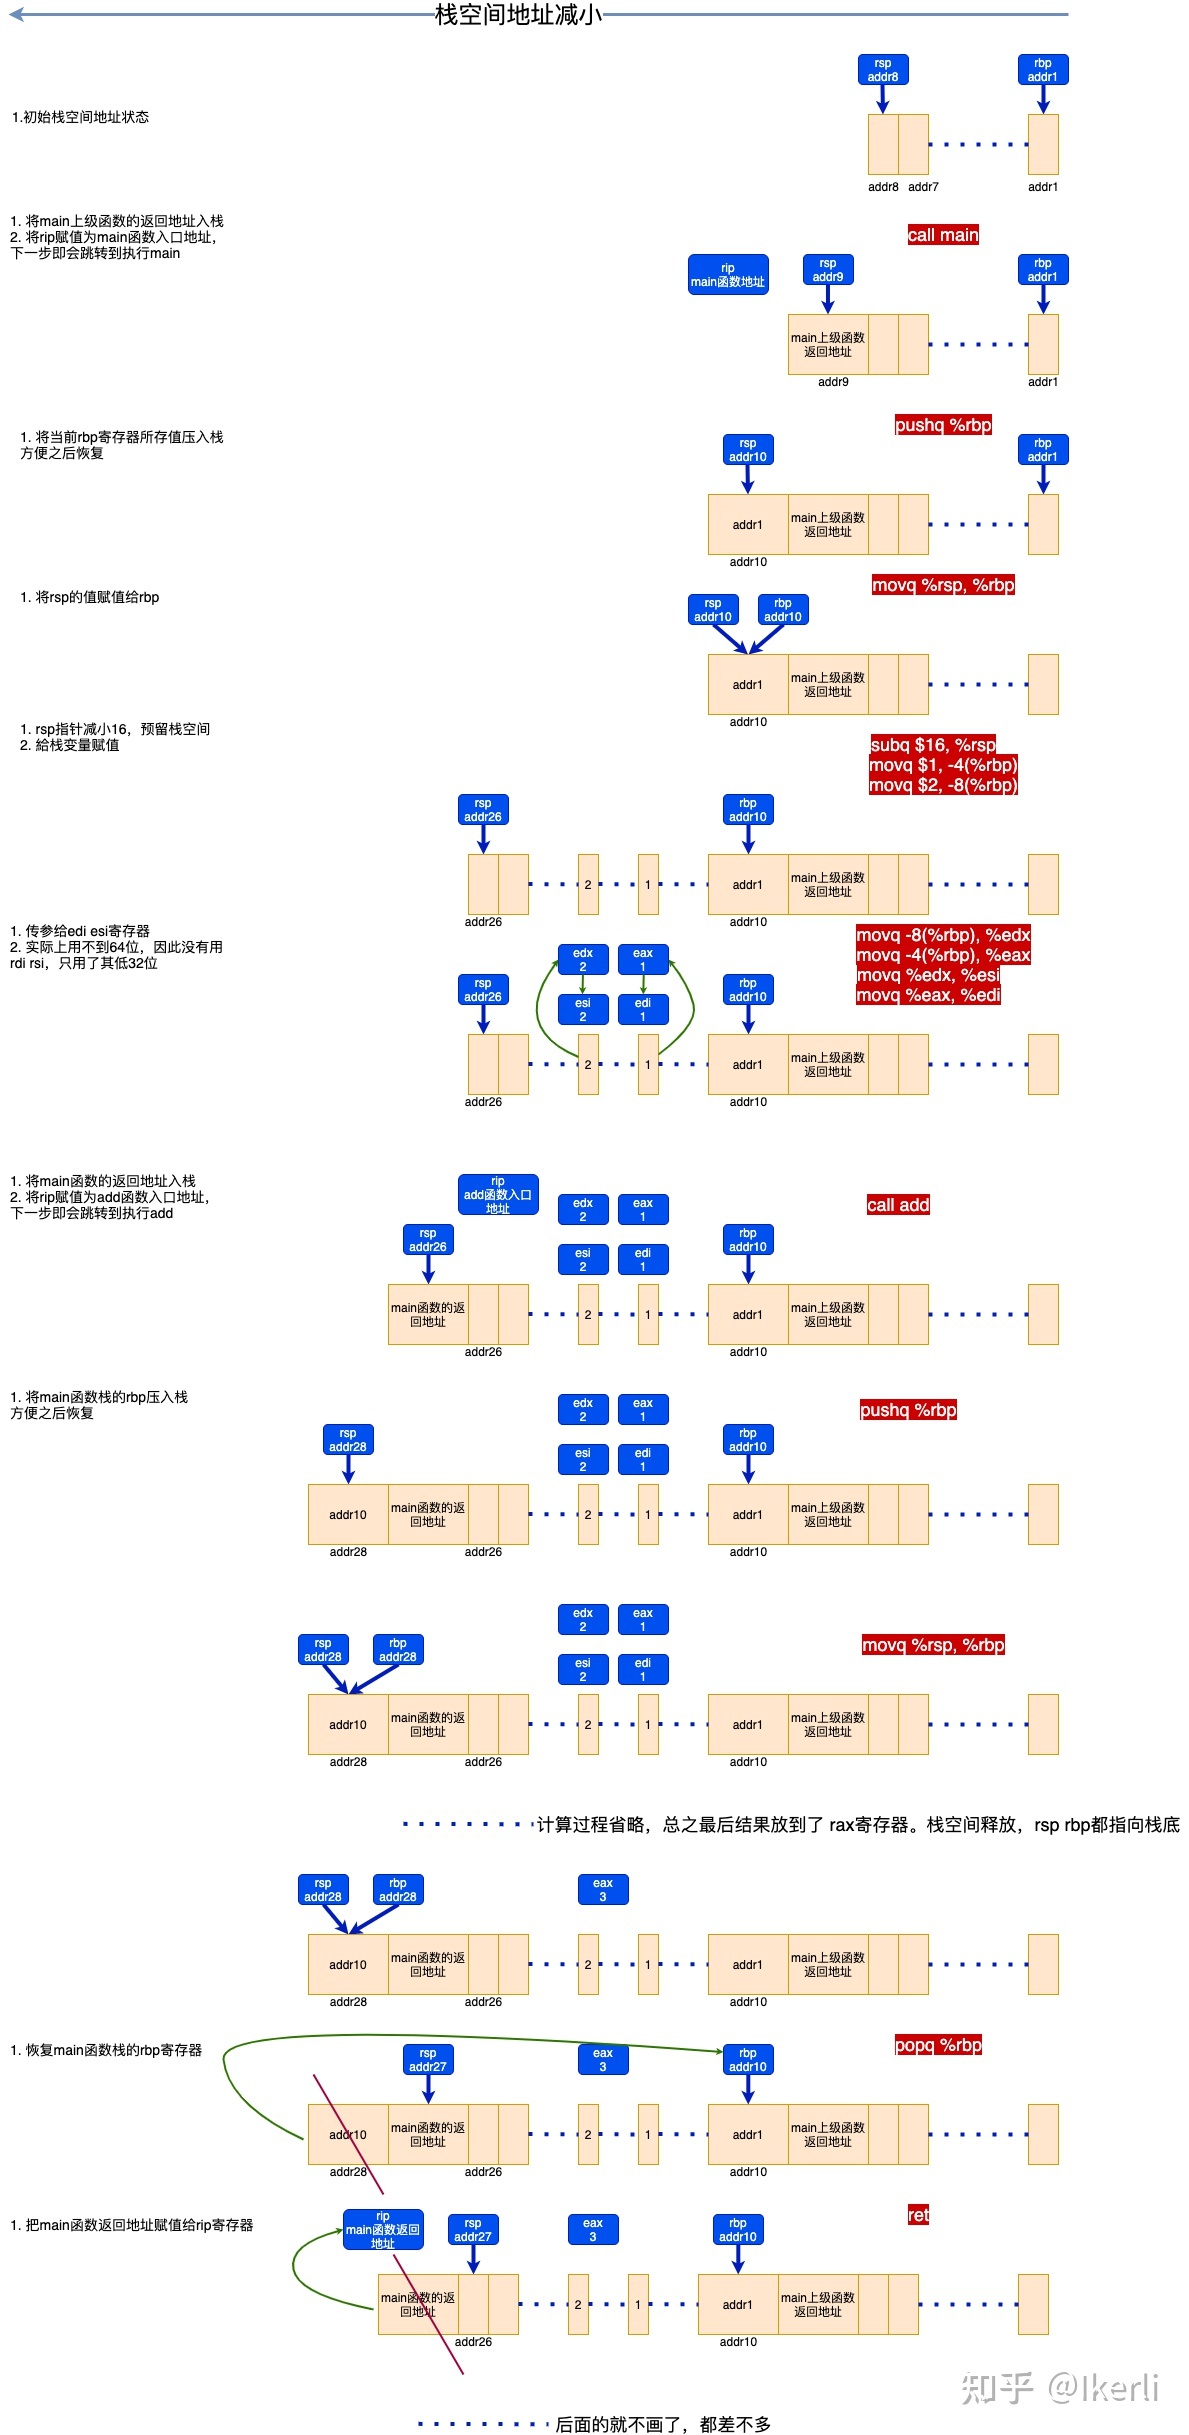 栈空间地址减小
rsp
addr8
rbp
addr1
1.初始栈空间地址状态
addr8
addr7
addr1
1. 将main上级函数的返回地址入栈
2. 将rip赋值为main函数入口地址，
下一步即会跳转到执行main
call main
rip
main函数地址
rsp
addr9
rbp
addr1
main上级函数
返回地址
addr9
addr1
1. 将当前rbp寄存器所存值压入栈
方便之后恢复
pushq %rbp
rsp
addr10
rbp
addr1
addr1
main上级函数
返回地址
addr10
1. 将rsp的值赋值给rbp
movq %rsp, %rbp
rsp
addr10
rbp
addr10
addr1
main上级函数
返回地址
addr10
1. rsp指针减小16，预留栈空间
2. 給栈变量赋值
subq $16, %rsp
movq $1, -4(%rbp)
movq $2, -8(%rbp)
rsp
addr26
rbp
addr10
2
1
addr1
main上级函数
返回地址
addr26
addr10
1. 传参给edi esi寄存器
2. 实际上用不到64位，因此没有用
rdi rsi，只用了其低32位
movq -8(%rbp), %edx
movq -4(%rbp), %eax
movq %edx, %esi
movq %eax, %edi
edx
2
eax
1
rsp
addr26
esi
2
edi
1
rbp
addr10
2
1
addr1
main上级函数
返回地址
addr26
addr10
1. 将main函数的返回地址入栈
2. 将rip赋值为add函数入口地址，
下一步即会跳转到执行add
rip
add函数入口
地址
edx
2
eax
1
call add
rsp
addr26
esi
2
edi
1
rbp
addr10
main函数的返
回地址
2
1
addr1
main上级函数
返回地址
addr26
addr10
1. 将main函数栈的rbp压入栈
方便之后恢复
edx
2
eax
1
pushq %rbp
rsp
addr28
esi
2
edi
1
rbp
addr10
addr10
main函数的返
回地址
2
1
addr1
main上级函数
返回地址
addr28
addr26
addr10
edx
2
eax
1
movq %rsp, %rbp
rsp
addr28
rbp
addr28
esi
2
edi
1
addr10
main函数的返
回地址
2
1
addr1
main上级函数
返回地址
addr28
addr26
addr10
计算过程省略，总之最后结果放到了 rax寄存器。栈空间释放，rsp rbp都指向栈底
rsp
addr28
rbp
addr28
eax
3
addr10
main函数的返
回地址
2
1
addr1
main上级函数
返回地址
addr28
addr26
addr10
1. 恢复main函数栈的rbp寄存器
popq %rbp
rsp
addr27
eax
3
rbp
addr10
addr10
main函数的返
回地址
2
1
addr1
main上级函数
返回地址
addr28
addr26
addr10
1. 把main函数返回地址赋值给rip寄存器
ret
rip
main函数返回
地址
rsp
addr27
eax
3
rbp
addr10
main函数的返
回地址
2
1
addr1
main上级函数
返回地址
addr26
addr10
知乎 @Ikerli
后面的就不画了，都差不多